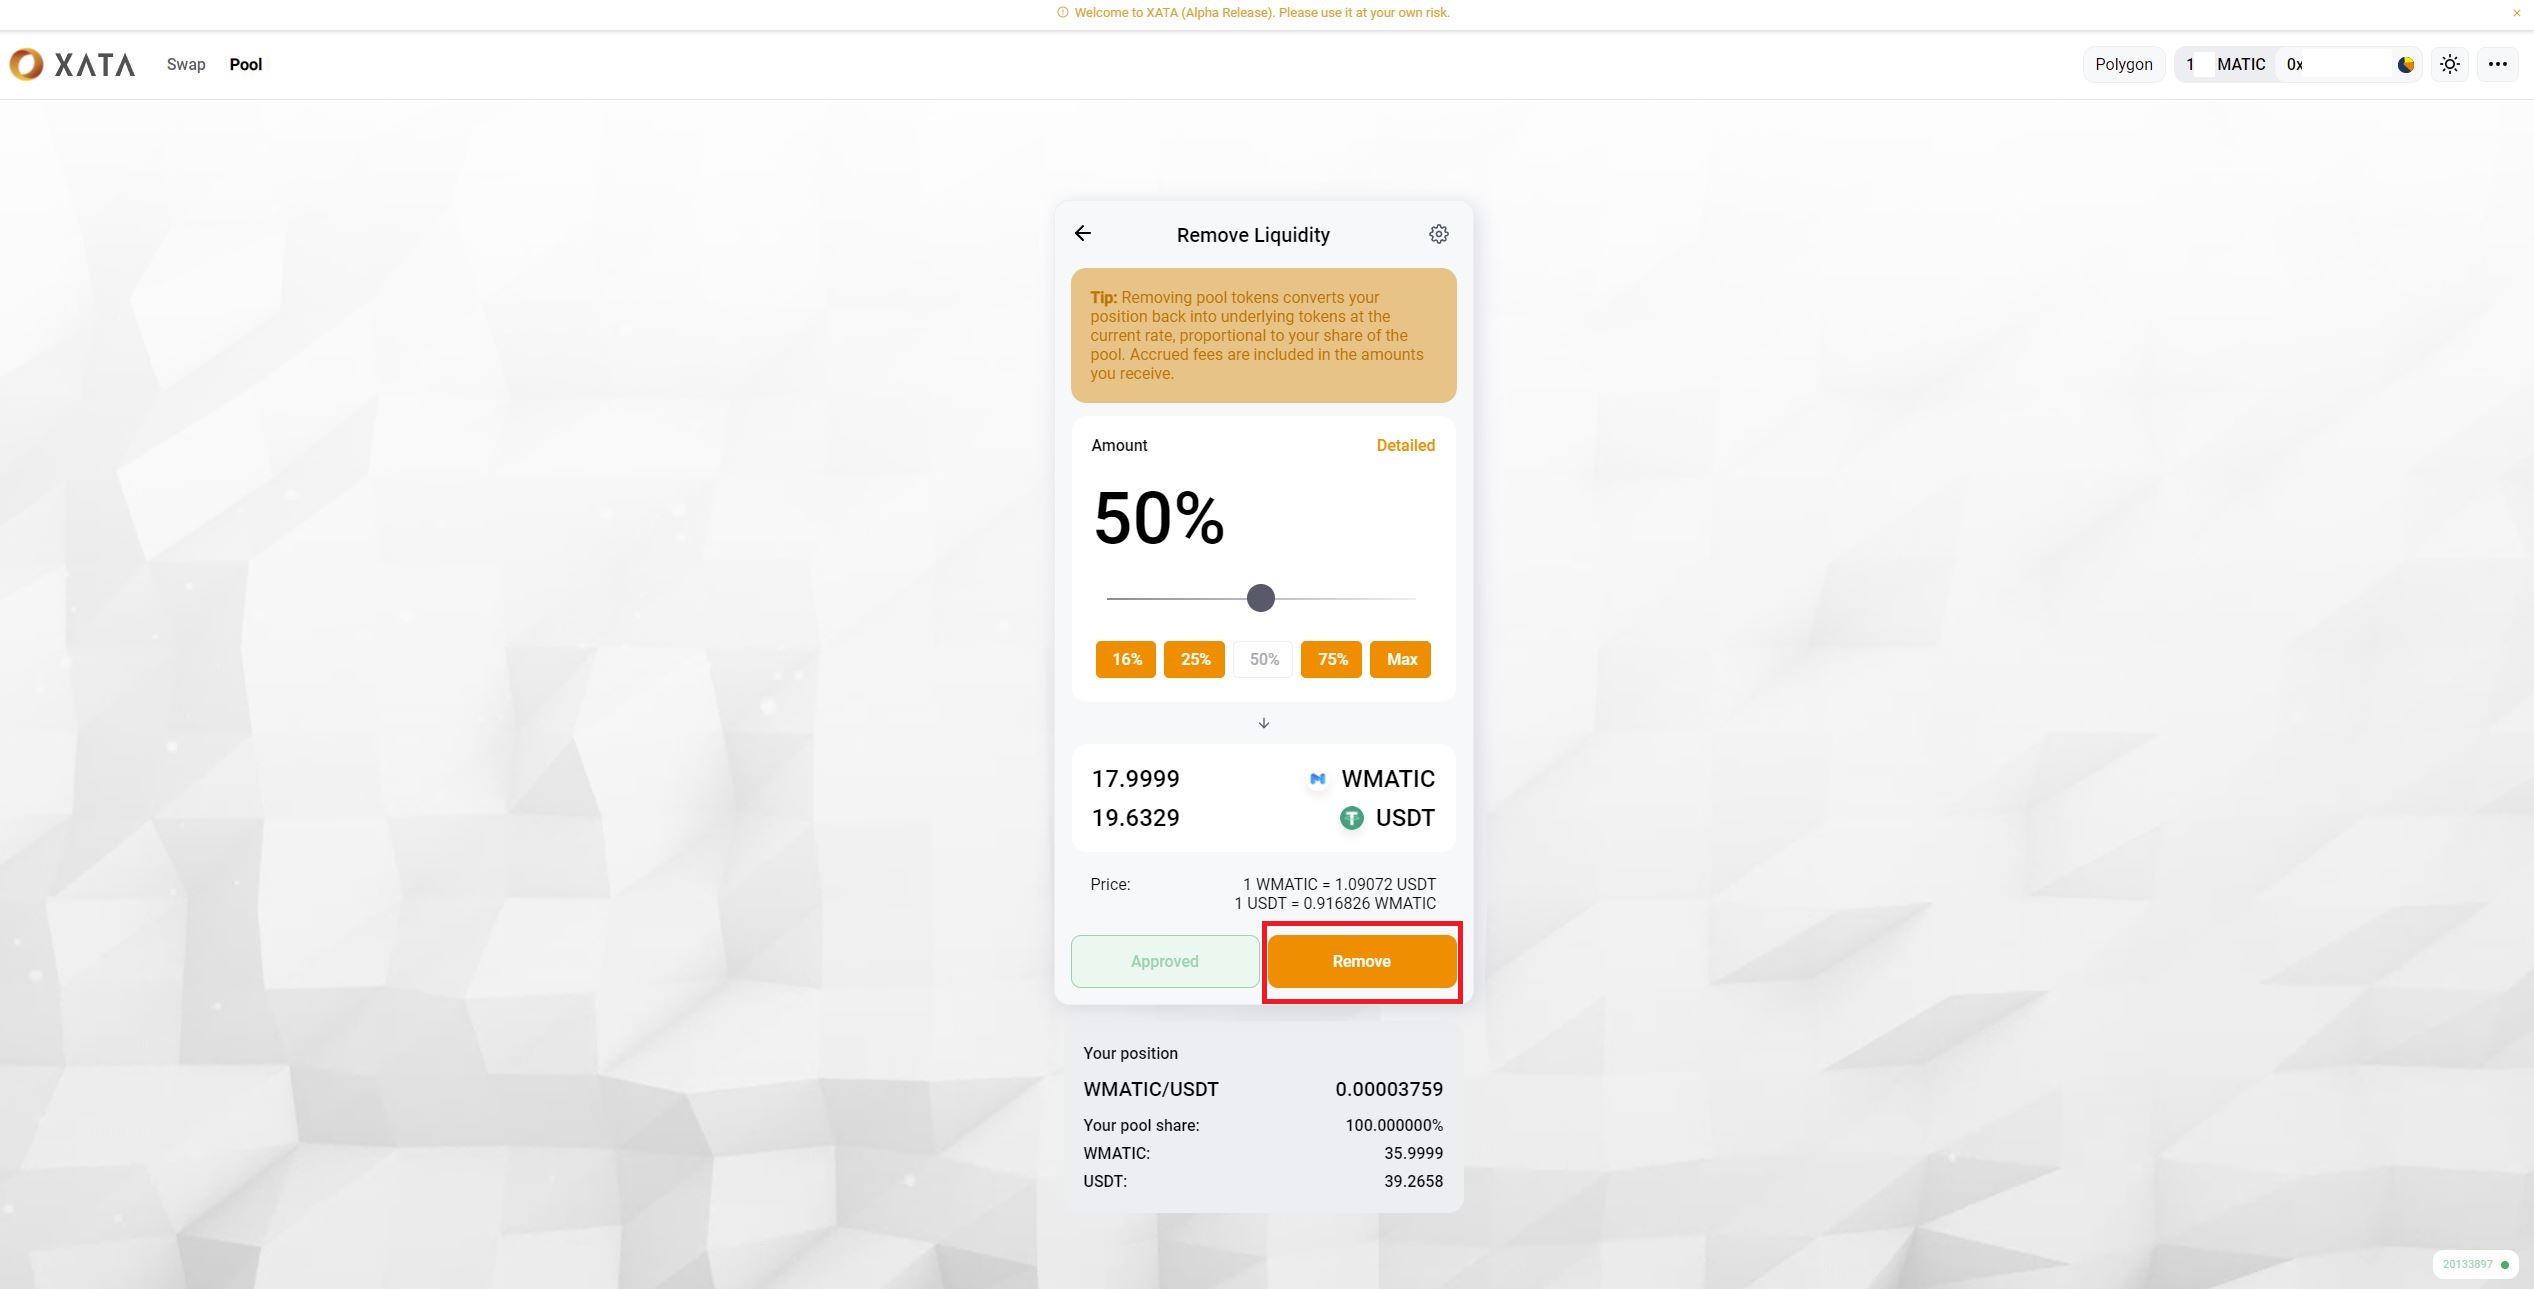 Welcome to XATA (Alpha Release). Please use it at your own risk.
XATA Swap Pool Polygon 1 MATIC 0x
Remove Liquidity
Tip: Removing pool tokens converts your
position back into underlying tokens at the
current rate, proportional to your share of the
pool. Accrued fees are included in the amounts
you receive.
Amount Detailed
50%
16% 25% 50% 75% Max
17.9999 WMATIC
19.6329 USDT
Price: 1 WMATIC = 1.09072 USDT
1 USDT = 0.916826 WMATIC
Approved Remove
Your position
WMATIC/USDT 0.00003759
Your pool share: 100.000000%
WMATIC: 35.9999
USDT: 39.2658
20133897